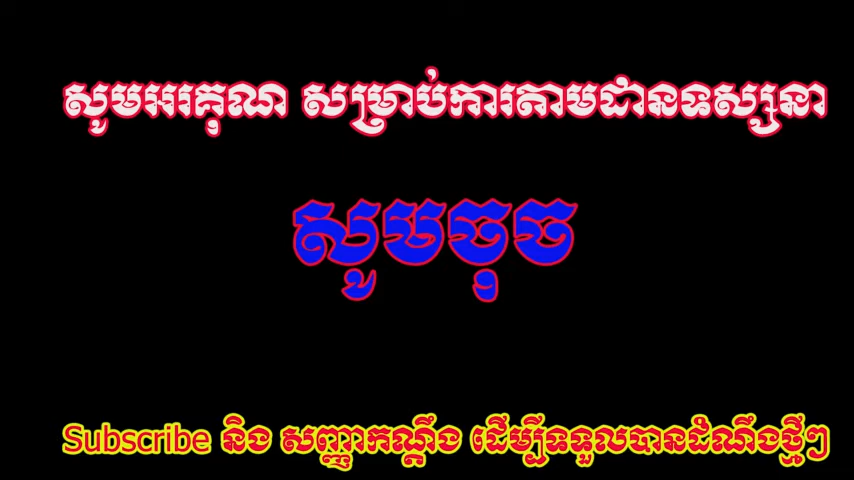 សូមអរគុណ សម្រាប់ការតាមដានទស្សនា
សូមចុច
Subscribe និង សញ្ញាកណ្ដឹង ដើម្បីទទួលបានដំណឹងថ្មីៗ